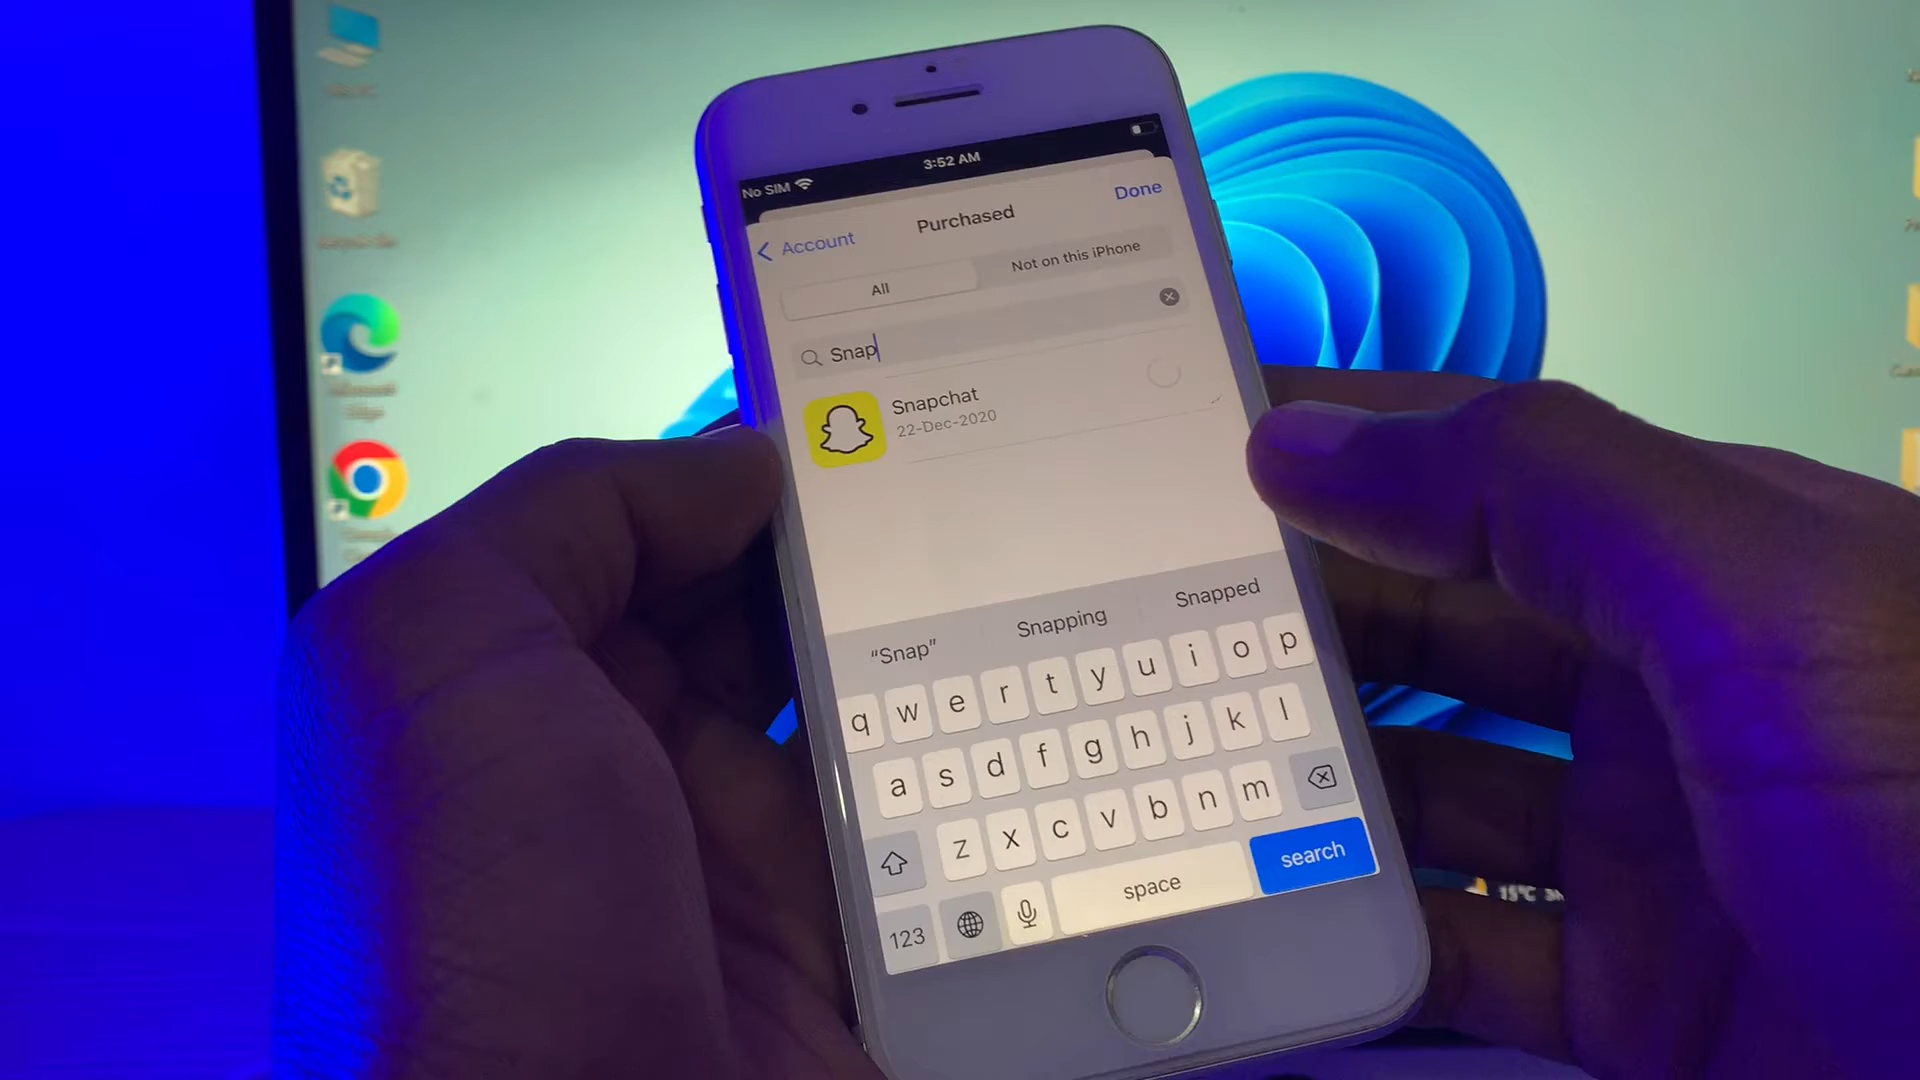 No SIM
3:52 AM
Account
Purchased
Done
All
Not on this iPhone
Snap
Snapchat
22-Dec-2020
“Snap”
Snapping
Snapped
q w e r t y u i o p
a s d f g h j k l
z x c v b n m
123
space
search
15°C